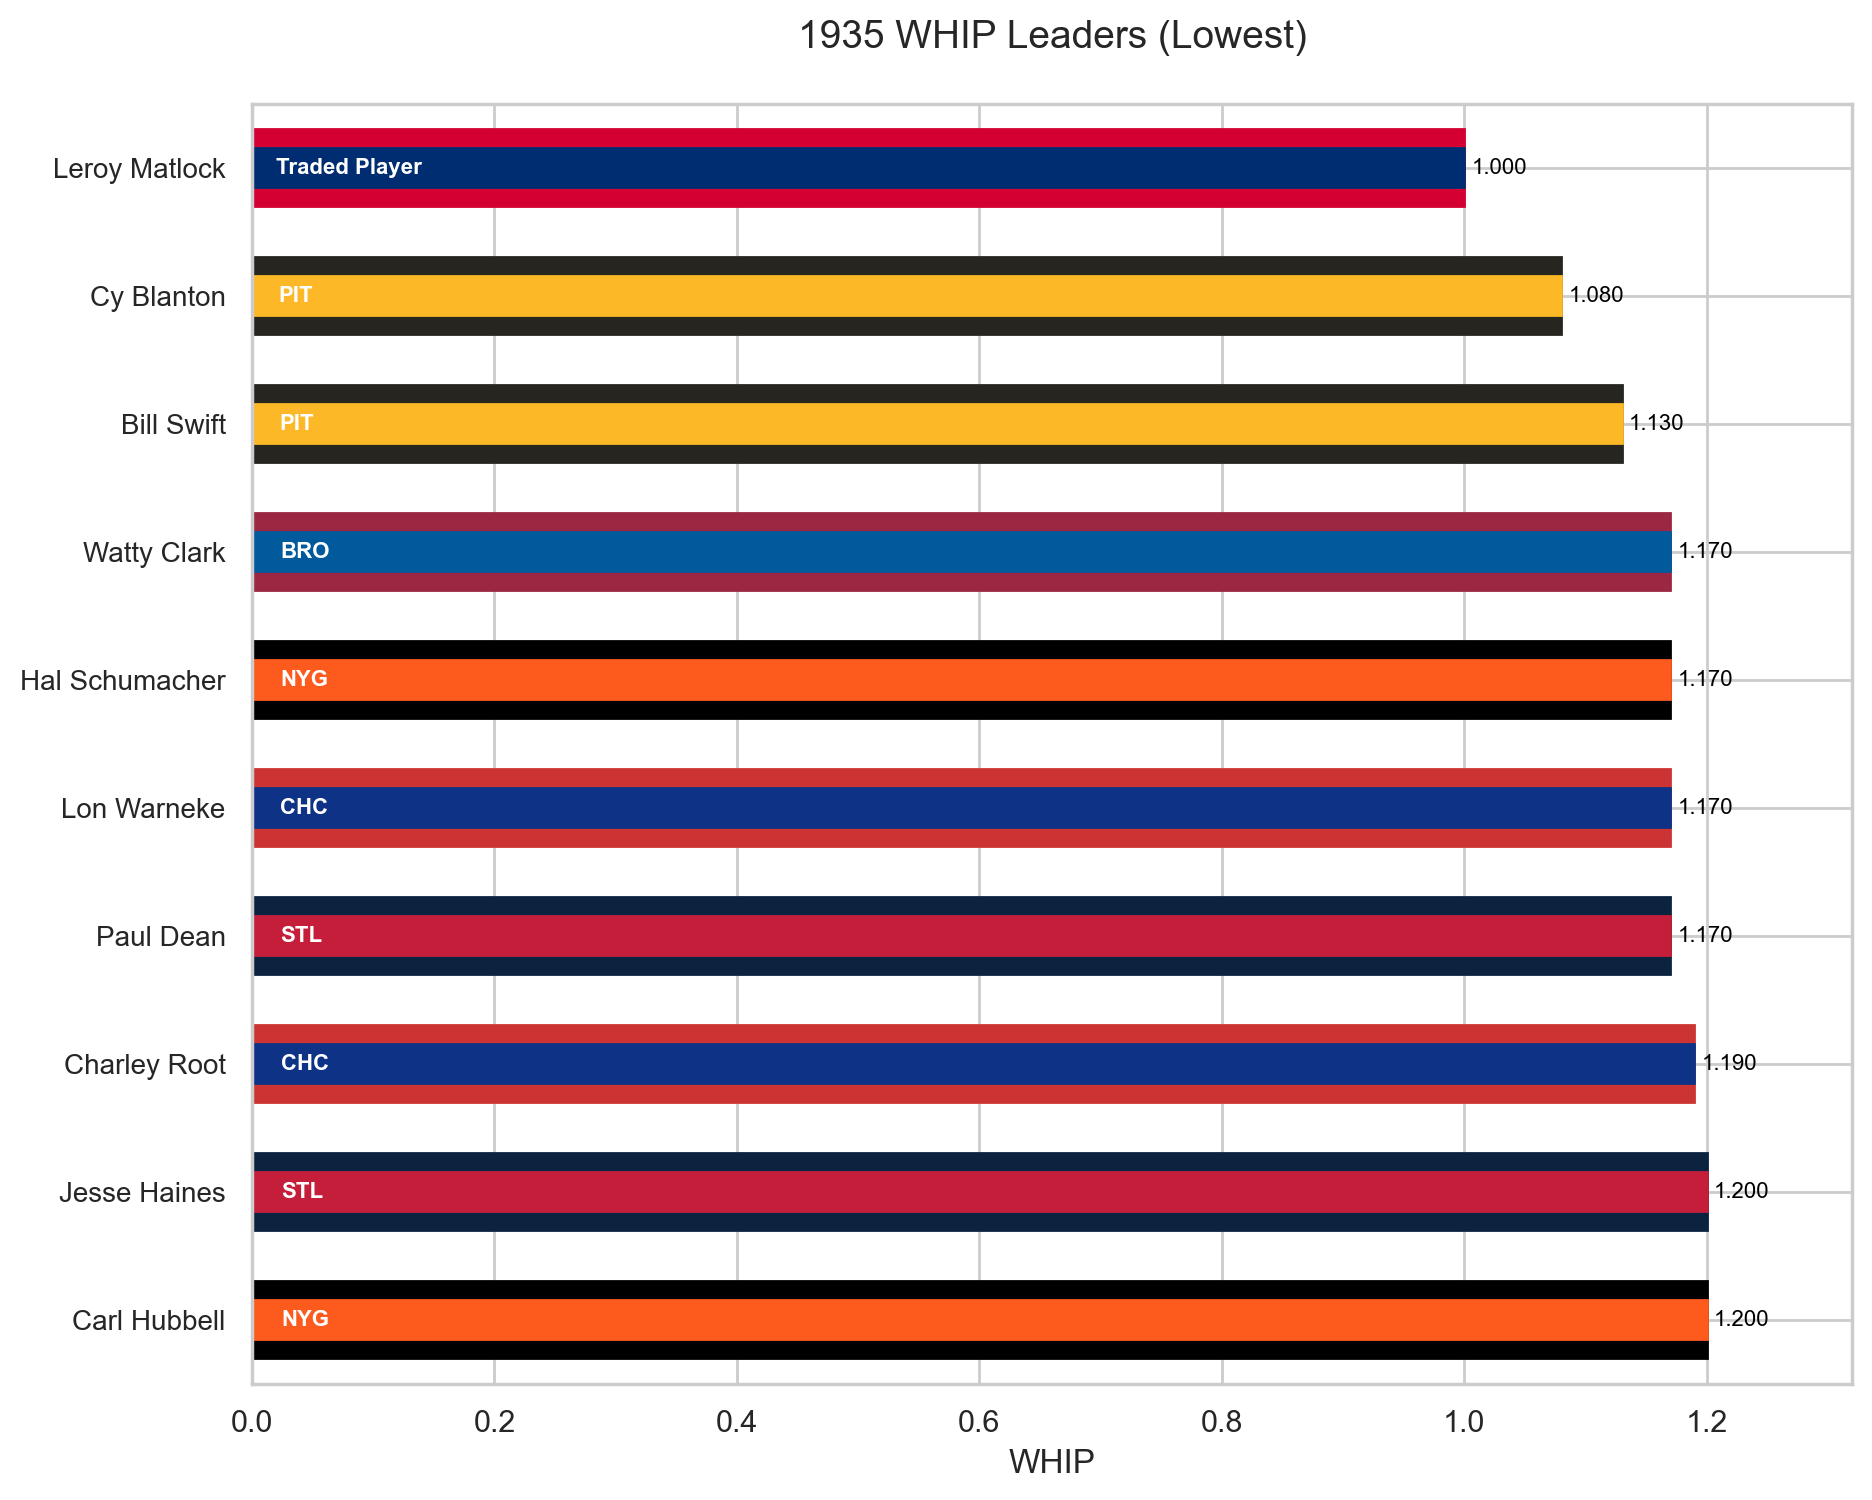 1935 WHIP Leaders (Lowest)
Leroy Matlock Traded Player 1.000
Cy Blanton PIT 1.080
Bill Swift PIT 1.130
Watty Clark BRO 1.170
Hal Schumacher NYG 1.170
Lon Warneke CHC 1.170
Paul Dean STL 1.170
Charley Root CHC 1.190
Jesse Haines STL 1.200
Carl Hubbell NYG 1.200
0.0 0.2 0.4 0.6 0.8 1.0 1.2
WHIP